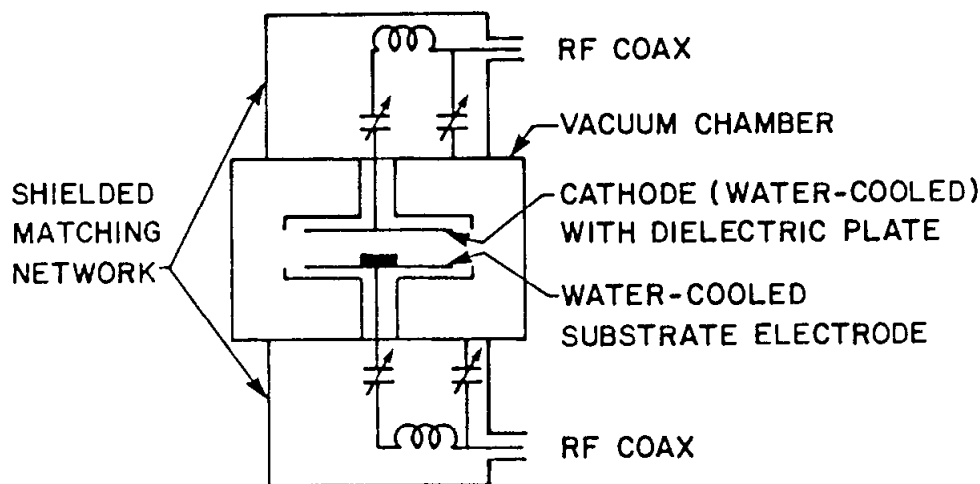 RF COAX
VACUUM CHAMBER
SHIELDED
MATCHING
NETWORK
CATHODE (WATER-COOLED)
WITH DIELECTRIC PLATE
WATER-COOLED
SUBSTRATE ELECTRODE
RF COAX